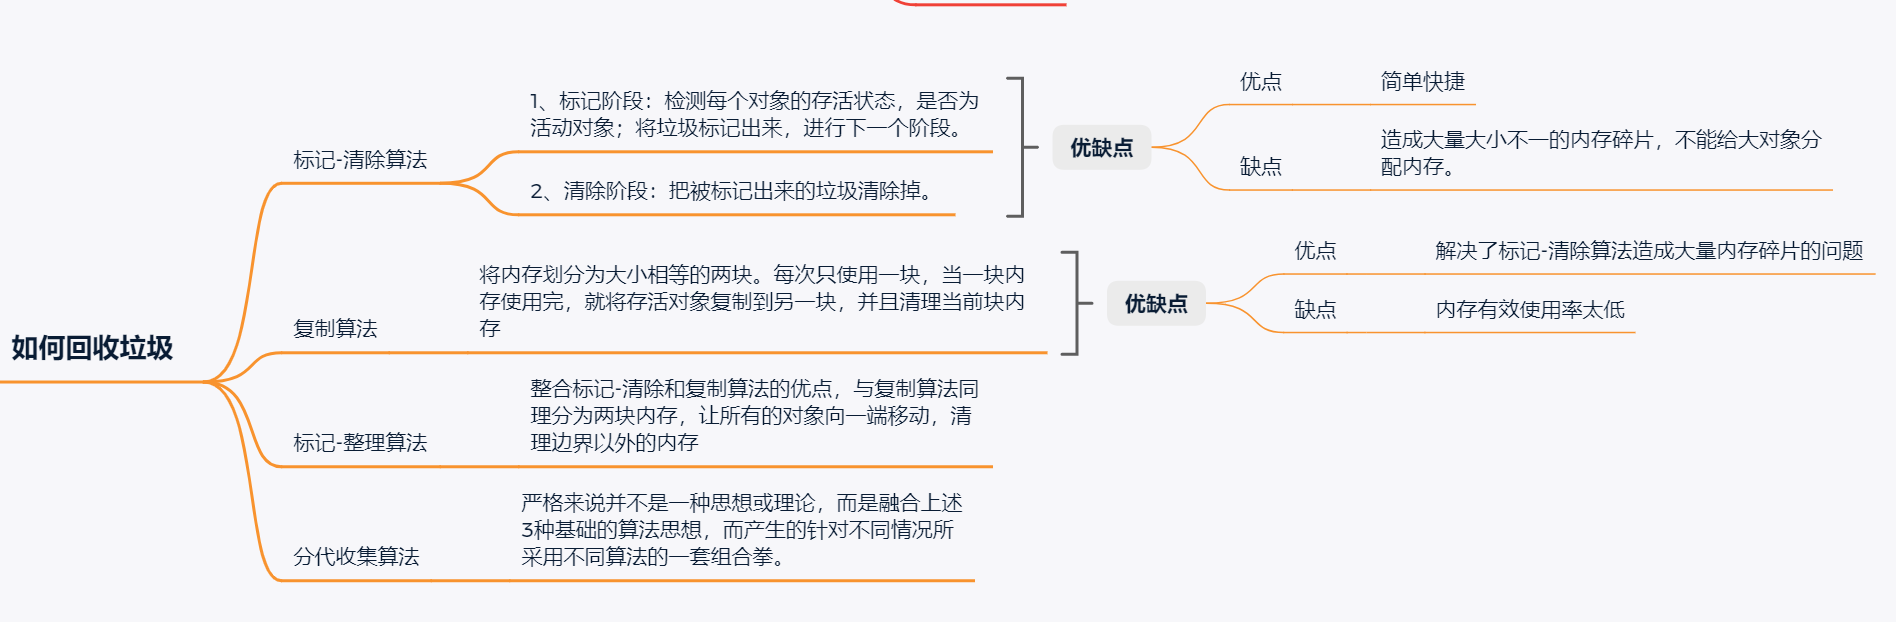 如何回收垃圾
标记-清除算法
1、标记阶段：检测每个对象的存活状态，是否为
活动对象；将垃圾标记出来，进行下一个阶段。
2、清除阶段：把被标记出来的垃圾清除掉。
优缺点
优点
简单快捷
缺点
造成大量大小不一的内存碎片，不能给大对象分
配内存。
复制算法
将内存划分为大小相等的两块。每次只使用一块，当一块内
存使用完，就将存活对象复制到另一块，并且清理当前块内
存
优缺点
优点
解决了标记-清除算法造成大量内存碎片的问题
缺点
内存有效使用率太低
标记-整理算法
整合标记-清除和复制算法的优点，与复制算法同
理分为两块内存，让所有的对象向一端移动，清
理边界以外的内存
分代收集算法
严格来说并不是一种思想或理论，而是融合上述
3种基础的算法思想，而产生的针对不同情况所
采用不同算法的一套组合拳。